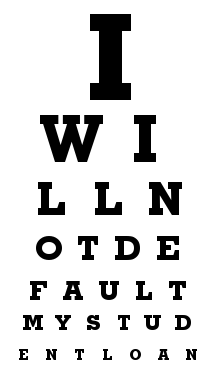 I
W I
L L N
O T D E
F A U L T
M Y S T U D
E N T L O A N